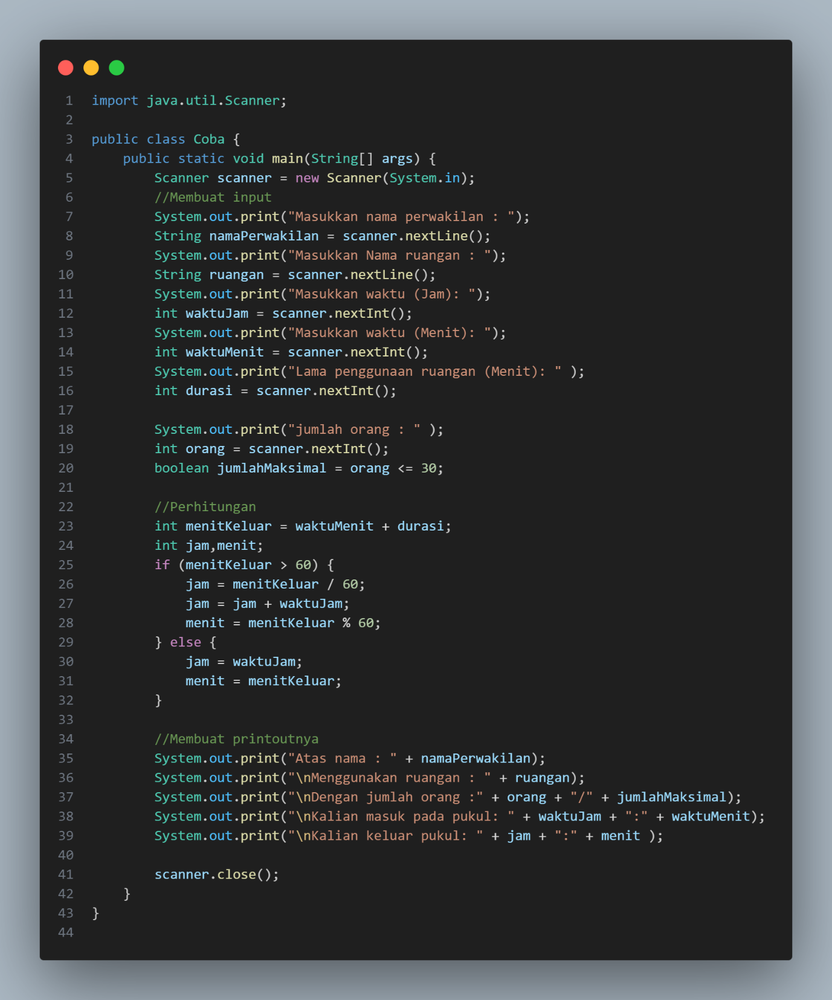 1 import java.util.Scanner;
2
3 public class Coba {
4     public static void main(String[] args) {
5         Scanner scanner = new Scanner(System.in);
6         //Membuat input
7         System.out.print("Masukkan nama perwakilan : ");
8         String namaPerwakilan = scanner.nextLine();
9         System.out.print("Masukkan Nama ruangan : ");
10         String ruangan = scanner.nextLine();
11         System.out.print("Masukkan waktu (Jam): ");
12         int waktuJam = scanner.nextInt();
13         System.out.print("Masukkan waktu (Menit): ");
14         int waktuMenit = scanner.nextInt();
15         System.out.print("Lama penggunaan ruangan (Menit): " );
16         int durasi = scanner.nextInt();
17
18         System.out.print("jumlah orang : " );
19         int orang = scanner.nextInt();
20         boolean jumlahMaksimal = orang <= 30;
21
22         //Perhitungan
23         int menitKeluar = waktuMenit + durasi;
24         int jam,menit;
25         if (menitKeluar > 60) {
26             jam = menitKeluar / 60;
27             jam = jam + waktuJam;
28             menit = menitKeluar % 60;
29         } else {
30             jam = waktuJam;
31             menit = menitKeluar;
32         }
33
34         //Membuat printoutnya
35         System.out.print("Atas nama : " + namaPerwakilan);
36         System.out.print("\nMenggunakan ruangan : " + ruangan);
37         System.out.print("\nDengan jumlah orang :" + orang + "/" + jumlahMaksimal);
38         System.out.print("\nKalian masuk pada pukul: " + waktuJam + ":" + waktuMenit);
39         System.out.print("\nKalian keluar pukul: " + jam + ":" + menit );
40
41         scanner.close();
42     }
43 }
44